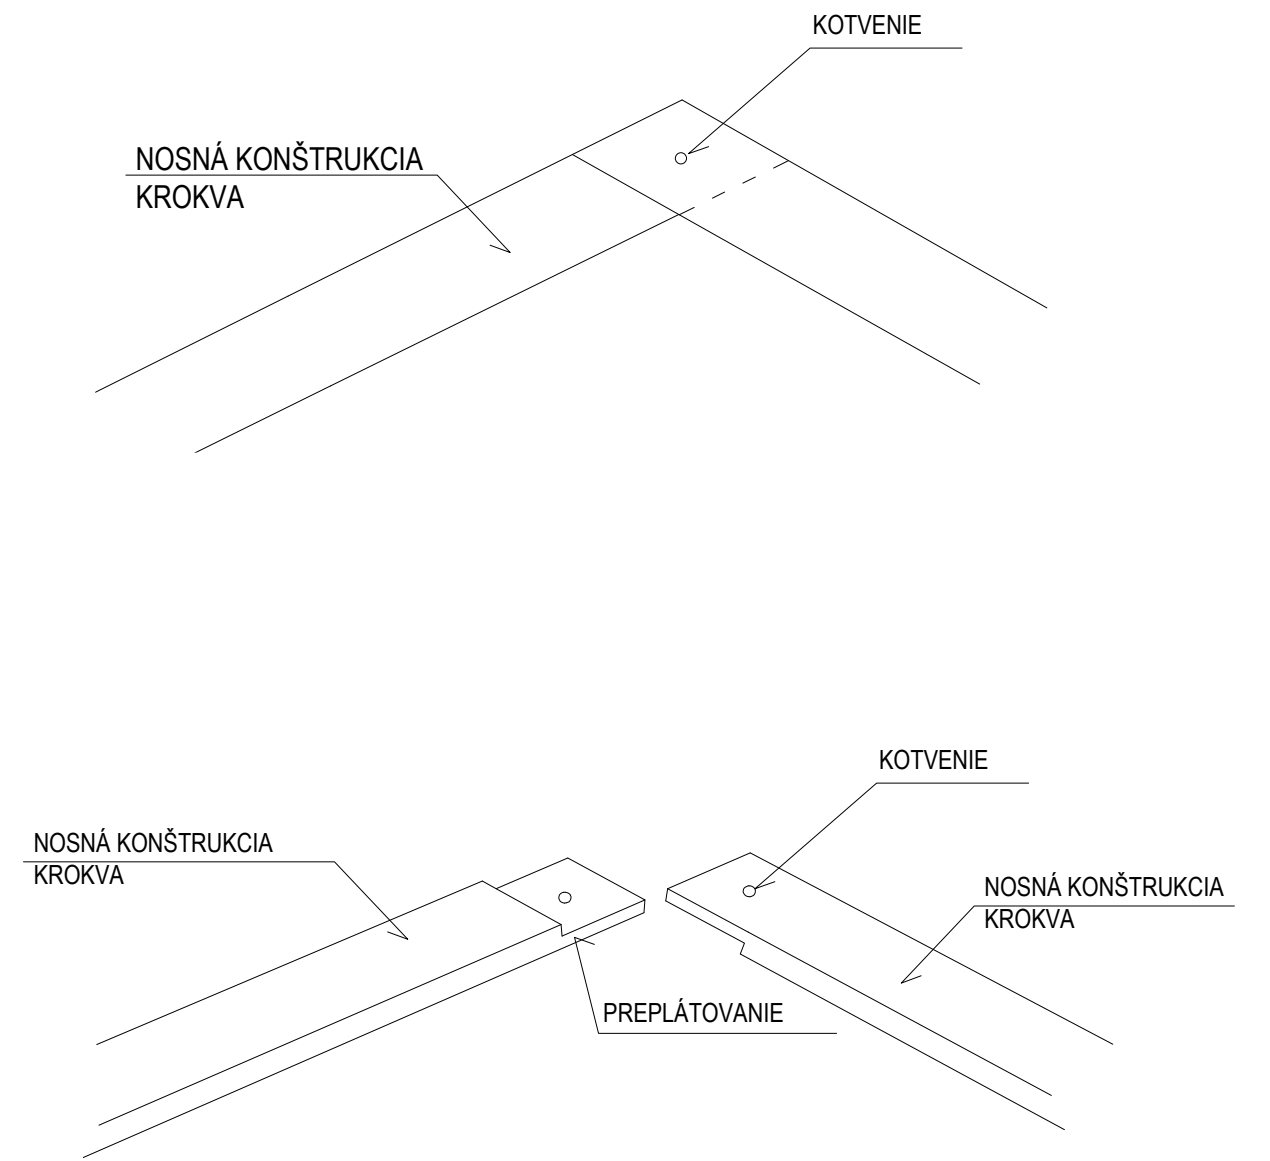 KOTVENIE
NOSNÁ KONŠTRUKCIA
KROKVA
KOTVENIE
NOSNÁ KONŠTRUKCIA
KROKVA
NOSNÁ KONŠTRUKCIA
KROKVA
PREPLÁTOVANIE